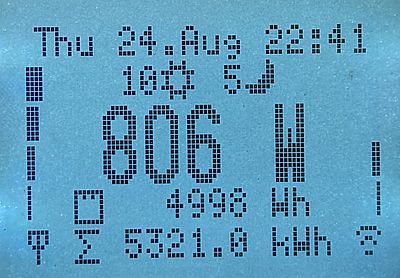 Thu 24.Aug 22:41
10 5
806 W
4998 Wh
Σ 5321.0 kWh